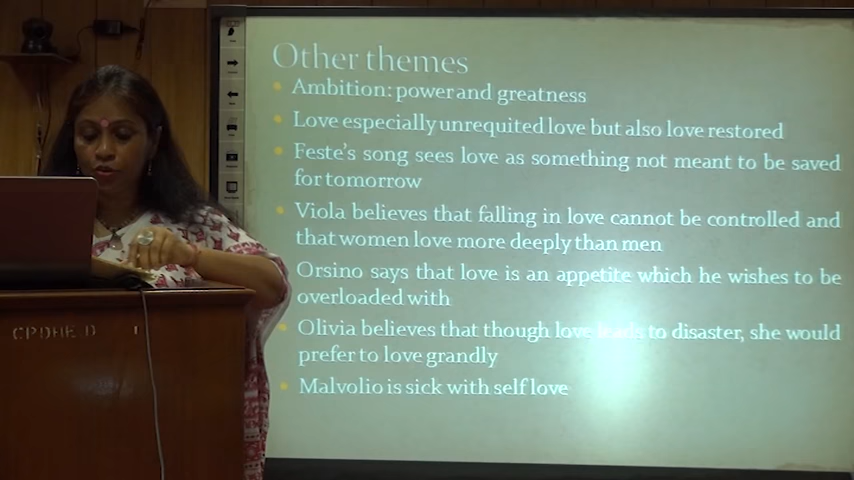 Other themes
Ambition: power and greatness
Love especially unrequited love but also love restored
Feste's song sees love as something not meant to be saved
for tomorrow
Viola believes that falling in love cannot be controlled and
that women love more deeply than men
Orsino says that love is an appetite which he wishes to be
overloaded with
Olivia believes that though love leads to disaster, she would
prefer to love grandly
Malvolio is sick with self love
CPDHE D 1